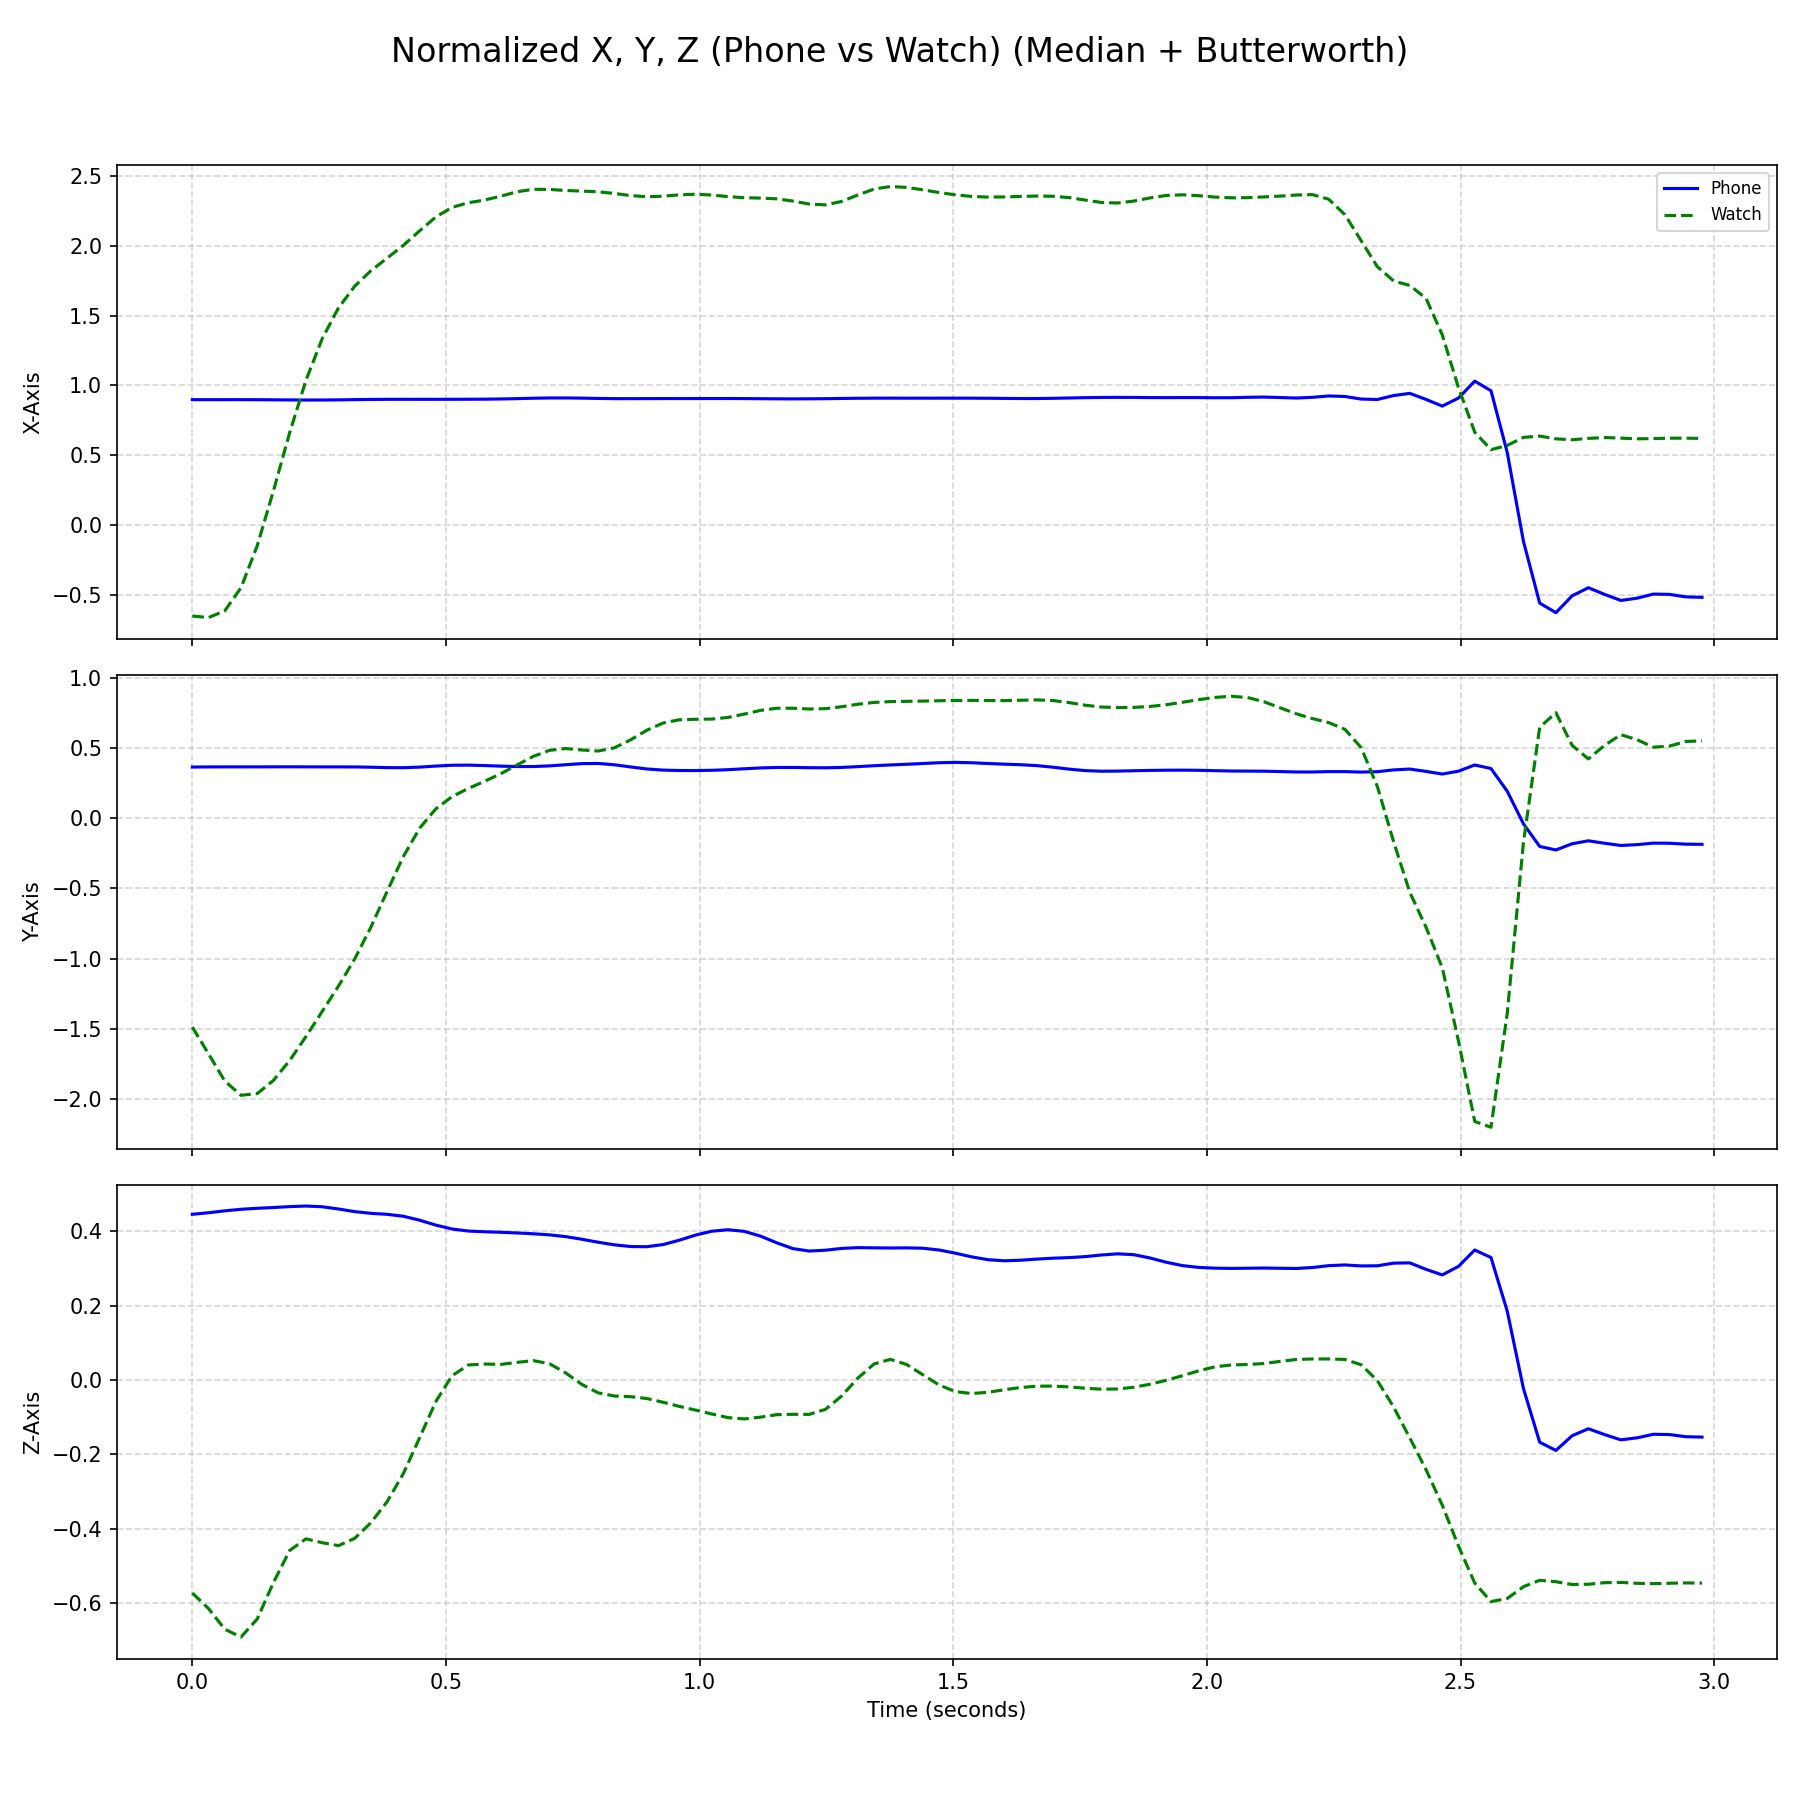 Normalized X, Y, Z (Phone vs Watch) (Median + Butterworth)
Phone
Watch
2.5
2.0
1.5
1.0
0.5
0.0
−0.5
X-Axis
1.0
0.5
0.0
−0.5
−1.0
−1.5
−2.0
Y-Axis
0.4
0.2
0.0
−0.2
−0.4
−0.6
Z-Axis
0.0 0.5 1.0 1.5 2.0 2.5 3.0
Time (seconds)